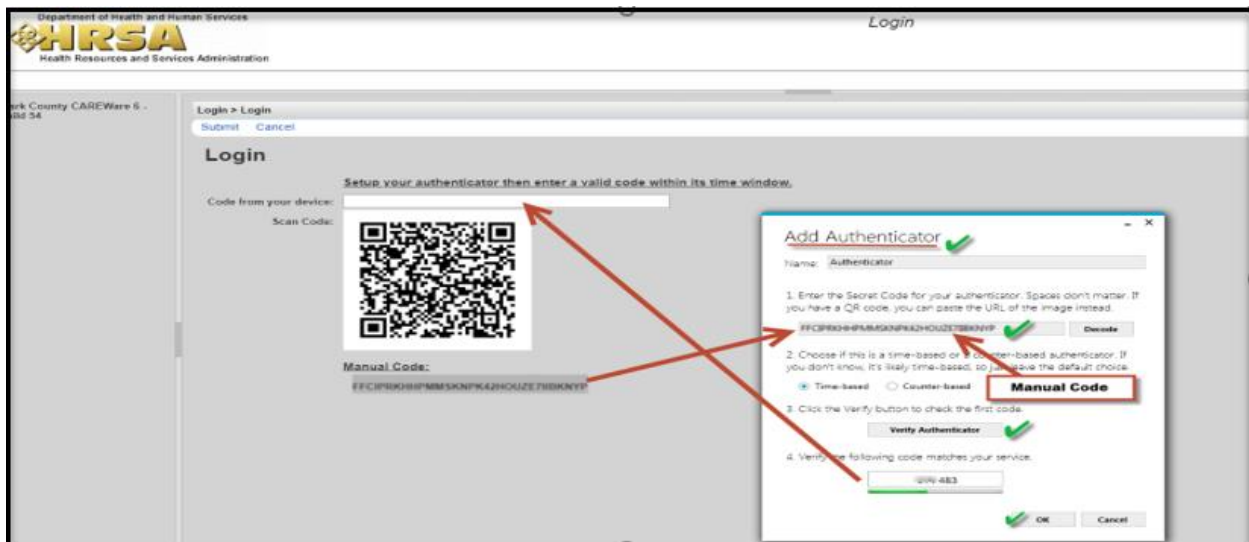 Department of Health and Human Services
HRSA
Health Resources and Services Administration
Login
County CAREWare 6 -
54
Login > Login
Submit Cancel
Login
Setup your authenticator then enter a valid code within its time window.
Code from your device:
Scan Code:
Manual Code:
Add Authenticator
Name: Authenticator
1. Enter the Secret Code for your authenticator. Spaces don't matter. If
you have a QR code, you can paste the URL of the image instead.
Decode
2. Choose if this is a time-based or a counter-based authenticator. If
you don't know, it's likely time-based, so just leave the default choice.
Time-based Counter-based
Manual Code
3. Click the Verify button to check the first code.
Verify Authenticator
4. Verify the following code matches your service.
483
OK Cancel